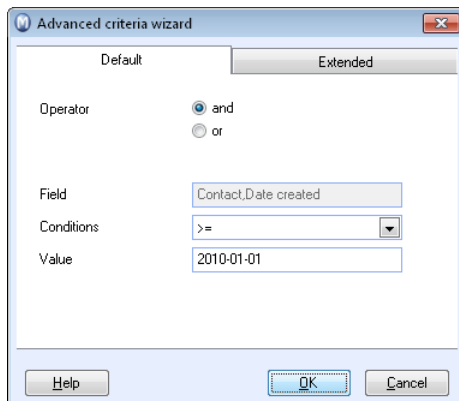 Advanced criteria wizard
Default
Extended
Operator
and
or
Field
Contact,Date created
Conditions
>=
Value
2010-01-01
Help
OK
Cancel